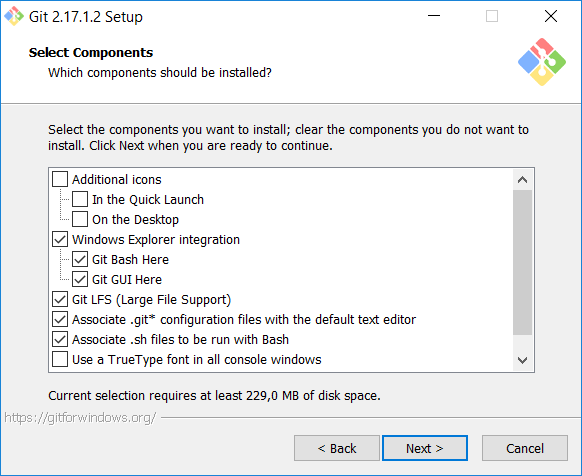 Git 2.17.1.2 Setup
Select Components
Which components should be installed?
Select the components you want to install; clear the components you do not want to
install. Click Next when you are ready to continue.
Additional icons
In the Quick Launch
On the Desktop
Windows Explorer integration
Git Bash Here
Git GUI Here
Git LFS (Large File Support)
Associate .git* configuration files with the default text editor
Associate .sh files to be run with Bash
Use a TrueType font in all console windows
Current selection requires at least 229,0 MB of disk space.
https://gitforwindows.org/
< Back
Next >
Cancel